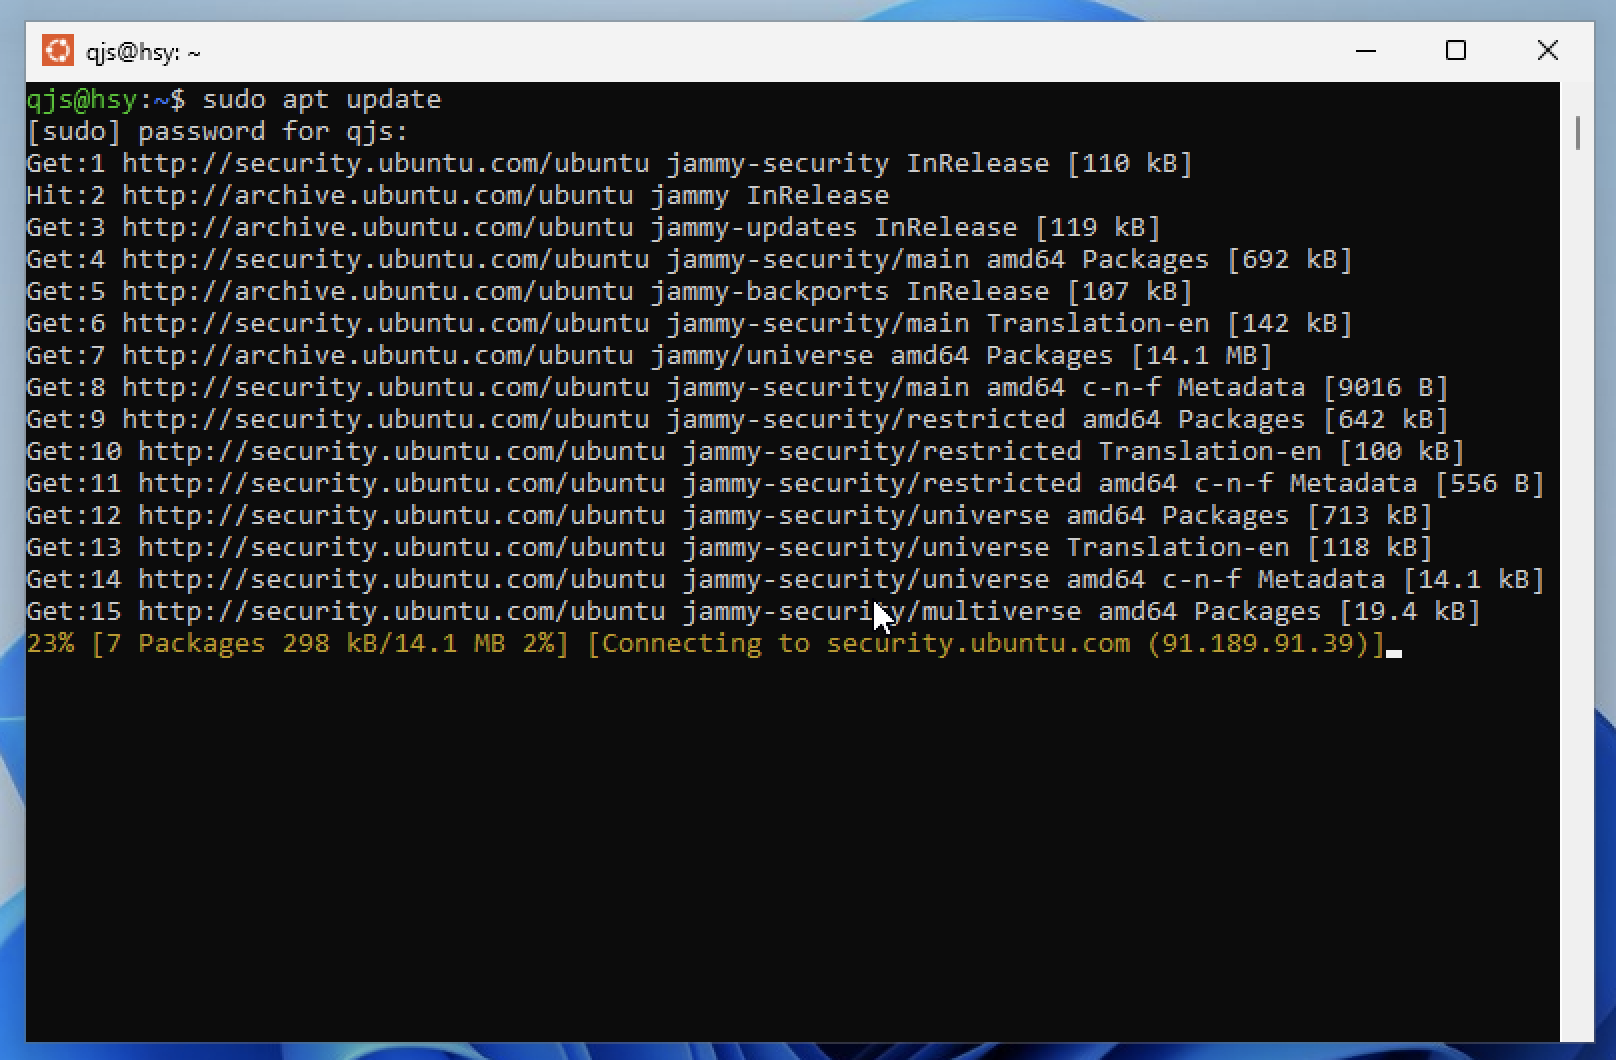 qjs@hsy: ~
qjs@hsy:~$ sudo apt update
[sudo] password for qjs:
Get:1 http://security.ubuntu.com/ubuntu jammy-security InRelease [110 kB]
Hit:2 http://archive.ubuntu.com/ubuntu jammy InRelease
Get:3 http://archive.ubuntu.com/ubuntu jammy-updates InRelease [119 kB]
Get:4 http://security.ubuntu.com/ubuntu jammy-security/main amd64 Packages [692 kB]
Get:5 http://archive.ubuntu.com/ubuntu jammy-backports InRelease [107 kB]
Get:6 http://security.ubuntu.com/ubuntu jammy-security/main Translation-en [142 kB]
Get:7 http://archive.ubuntu.com/ubuntu jammy/universe amd64 Packages [14.1 MB]
Get:8 http://security.ubuntu.com/ubuntu jammy-security/main amd64 c-n-f Metadata [9016 B]
Get:9 http://security.ubuntu.com/ubuntu jammy-security/restricted amd64 Packages [642 kB]
Get:10 http://security.ubuntu.com/ubuntu jammy-security/restricted Translation-en [100 kB]
Get:11 http://security.ubuntu.com/ubuntu jammy-security/restricted amd64 c-n-f Metadata [556 B]
Get:12 http://security.ubuntu.com/ubuntu jammy-security/universe amd64 Packages [713 kB]
Get:13 http://security.ubuntu.com/ubuntu jammy-security/universe Translation-en [118 kB]
Get:14 http://security.ubuntu.com/ubuntu jammy-security/universe amd64 c-n-f Metadata [14.1 kB]
Get:15 http://security.ubuntu.com/ubuntu jammy-security/multiverse amd64 Packages [19.4 kB]
23% [7 Packages 298 kB/14.1 MB 2%] [Connecting to security.ubuntu.com (91.189.91.39)]